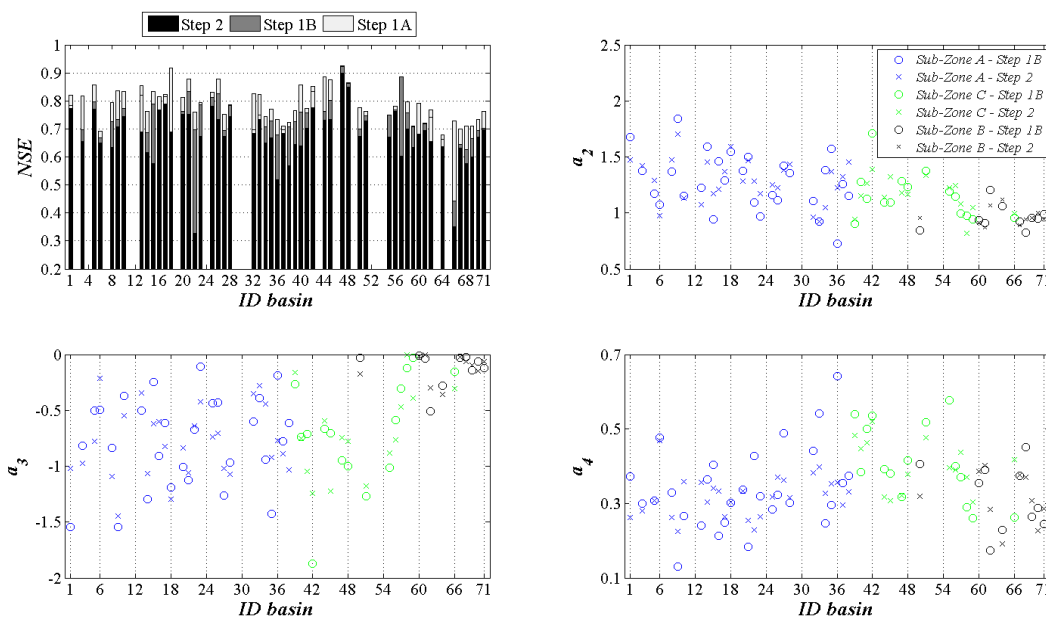 Step 2 Step 1B Step 1A
1
0.9
0.8
0.7
0.6
0.5
0.4
0.3
0.2
NSE
1 4 8 12 16 20 24 28 32 36 40 44 48 52 56 60 64 68 71
ID basin
2.5
2
1.5
1
0.5
a2
Sub-Zone A - Step 1B
Sub-Zone A - Step 2
Sub-Zone C - Step 1B
Sub-Zone C - Step 2
Sub-Zone B - Step 1B
Sub-Zone B - Step 2
1 6 12 18 24 30 36 42 48 54 60 66 71
ID basin
0
-0.5
-1
-1.5
-2
a3
1 6 12 18 24 30 36 42 48 54 60 66 71
ID basin
0.7
0.5
0.3
0.1
a4
1 6 12 18 24 30 36 42 48 54 60 66 71
ID basin